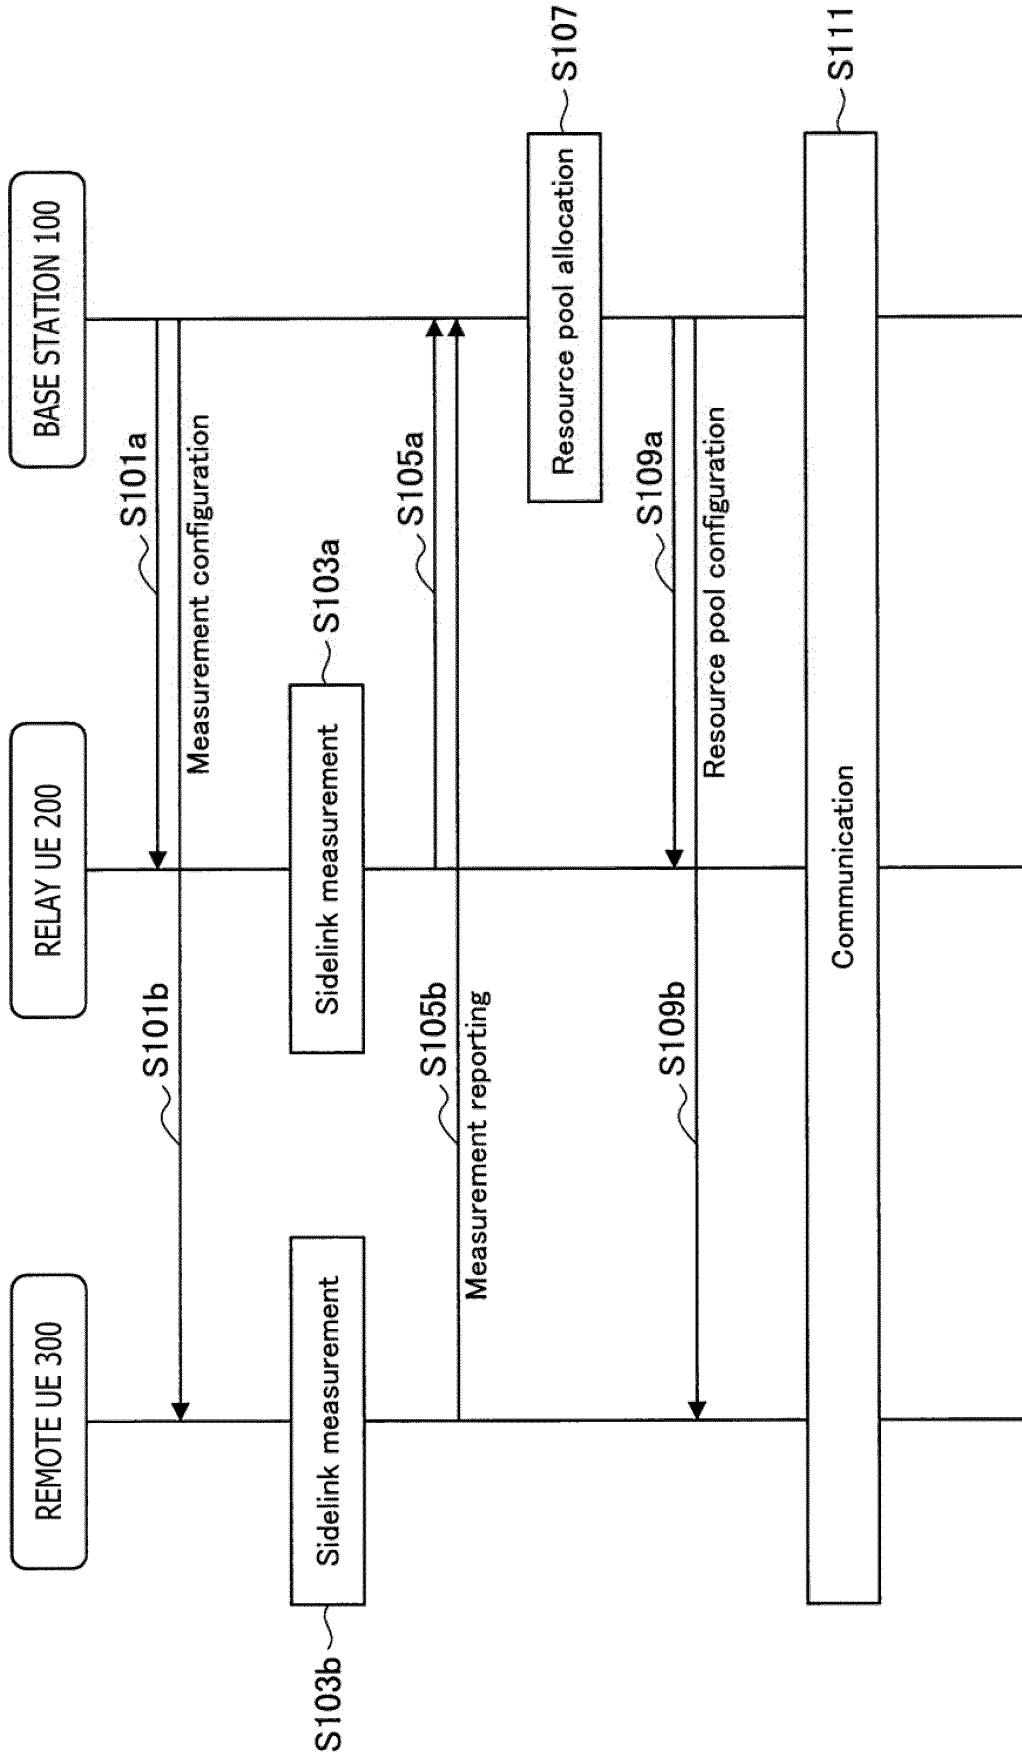 REMOTE UE 300
RELAY UE 200
BASE STATION 100
S101a
S101b
Measurement configuration
S103b
Sidelink measurement
Sidelink measurement
S103a
S105a
S105b
Measurement reporting
Resource pool allocation
S107
S109a
S109b
Resource pool configuration
Communication
S111